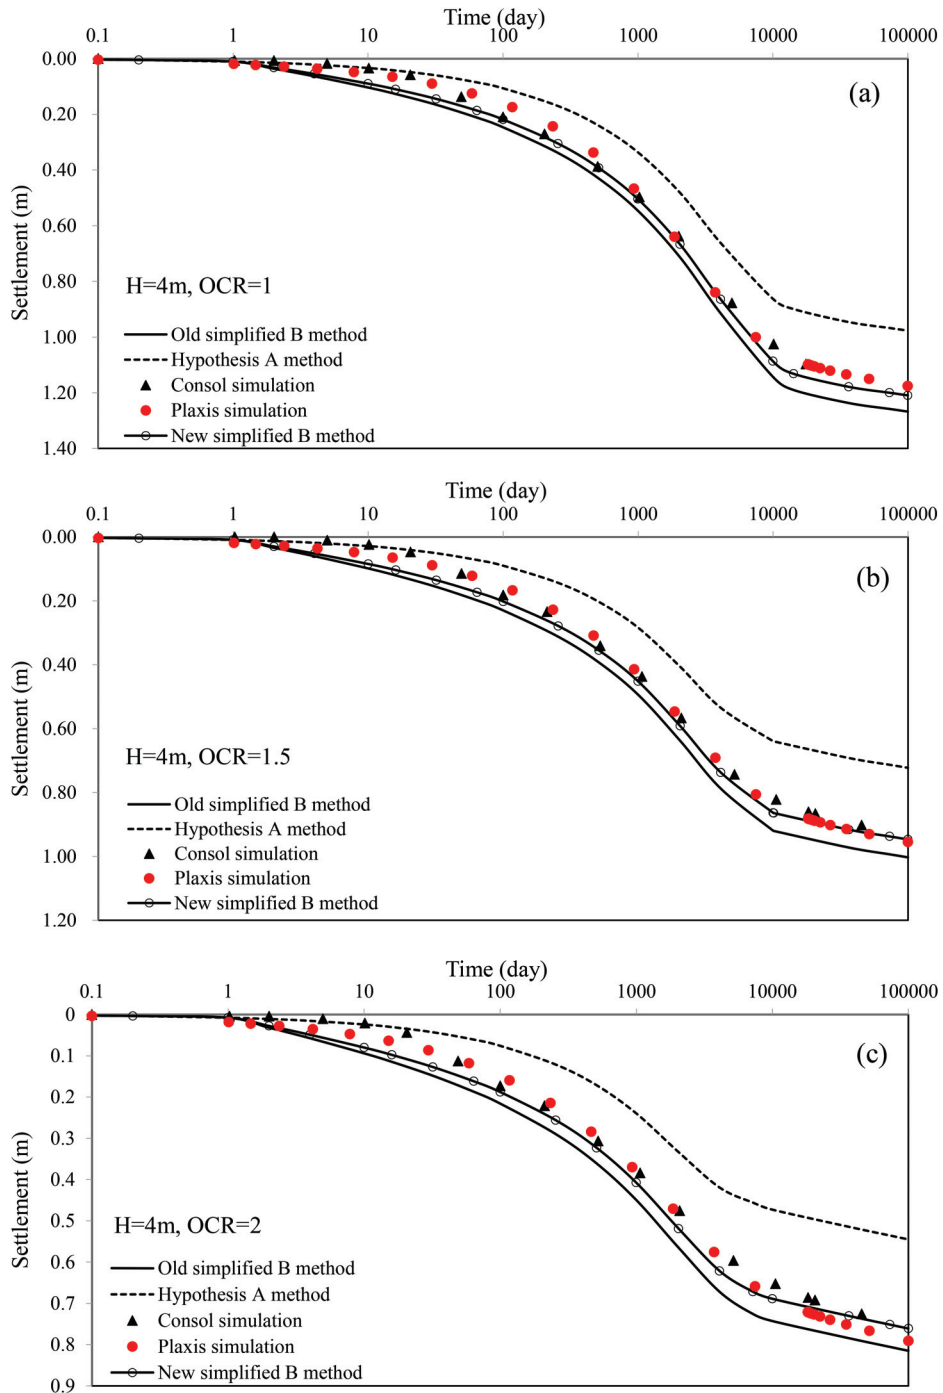 Time (day)
0.1 1 10 100 1000 10000 100000
0.00
(a)
0.20
0.40
0.60
0.80
1.00
1.20
1.40
Settlement (m)
H=4m, OCR=1
Old simplified B method
Hypothesis A method
Consol simulation
Plaxis simulation
New simplified B method
Time (day)
0.1 1 10 100 1000 10000 100000
0.00
(b)
0.20
0.40
0.60
0.80
1.00
1.20
Settlement (m)
H=4m, OCR=1.5
Old simplified B method
Hypothesis A method
Consol simulation
Plaxis simulation
New simplified B method
Time (day)
0.1 1 10 100 1000 10000 100000
0
(c)
0.1
0.2
0.3
0.4
0.5
0.6
0.7
0.8
0.9
Settlement (m)
H=4m, OCR=2
Old simplified B method
Hypothesis A method
Consol simulation
Plaxis simulation
New simplified B method